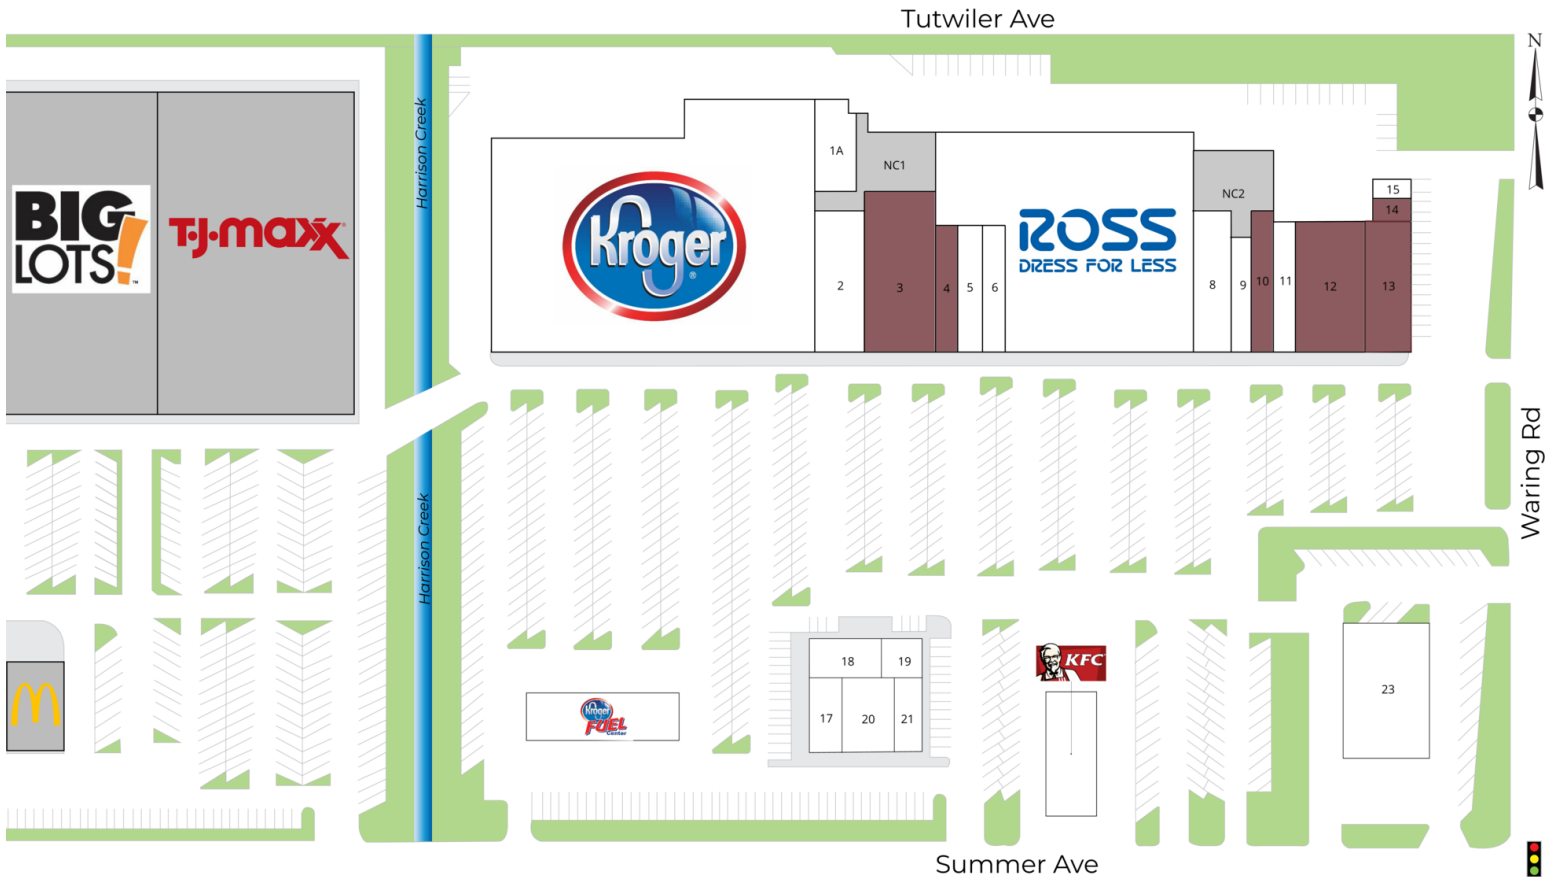 Tutwiler Ave
N
Harrison Creek
1A
NC1
NC2
15
14
BIG
LOTS!™
T·J·maxx®
Kroger®
ROSS
DRESS FOR LESS
2
3
4
5
6
8
9
10
11
12
13
Harrison Creek
Waring Rd
18
19
KFC
23
Kroger
FUEL
Center
17
20
21
Summer Ave